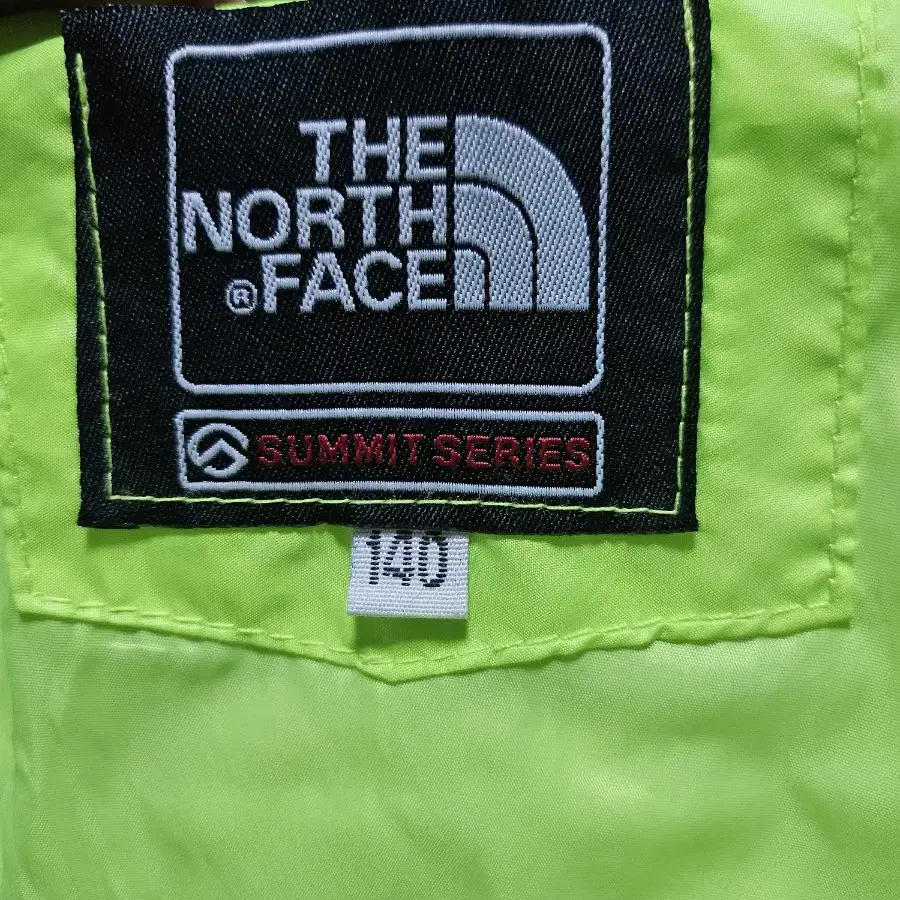 THE
NORTH
®FACE
SUMMIT SERIES
140